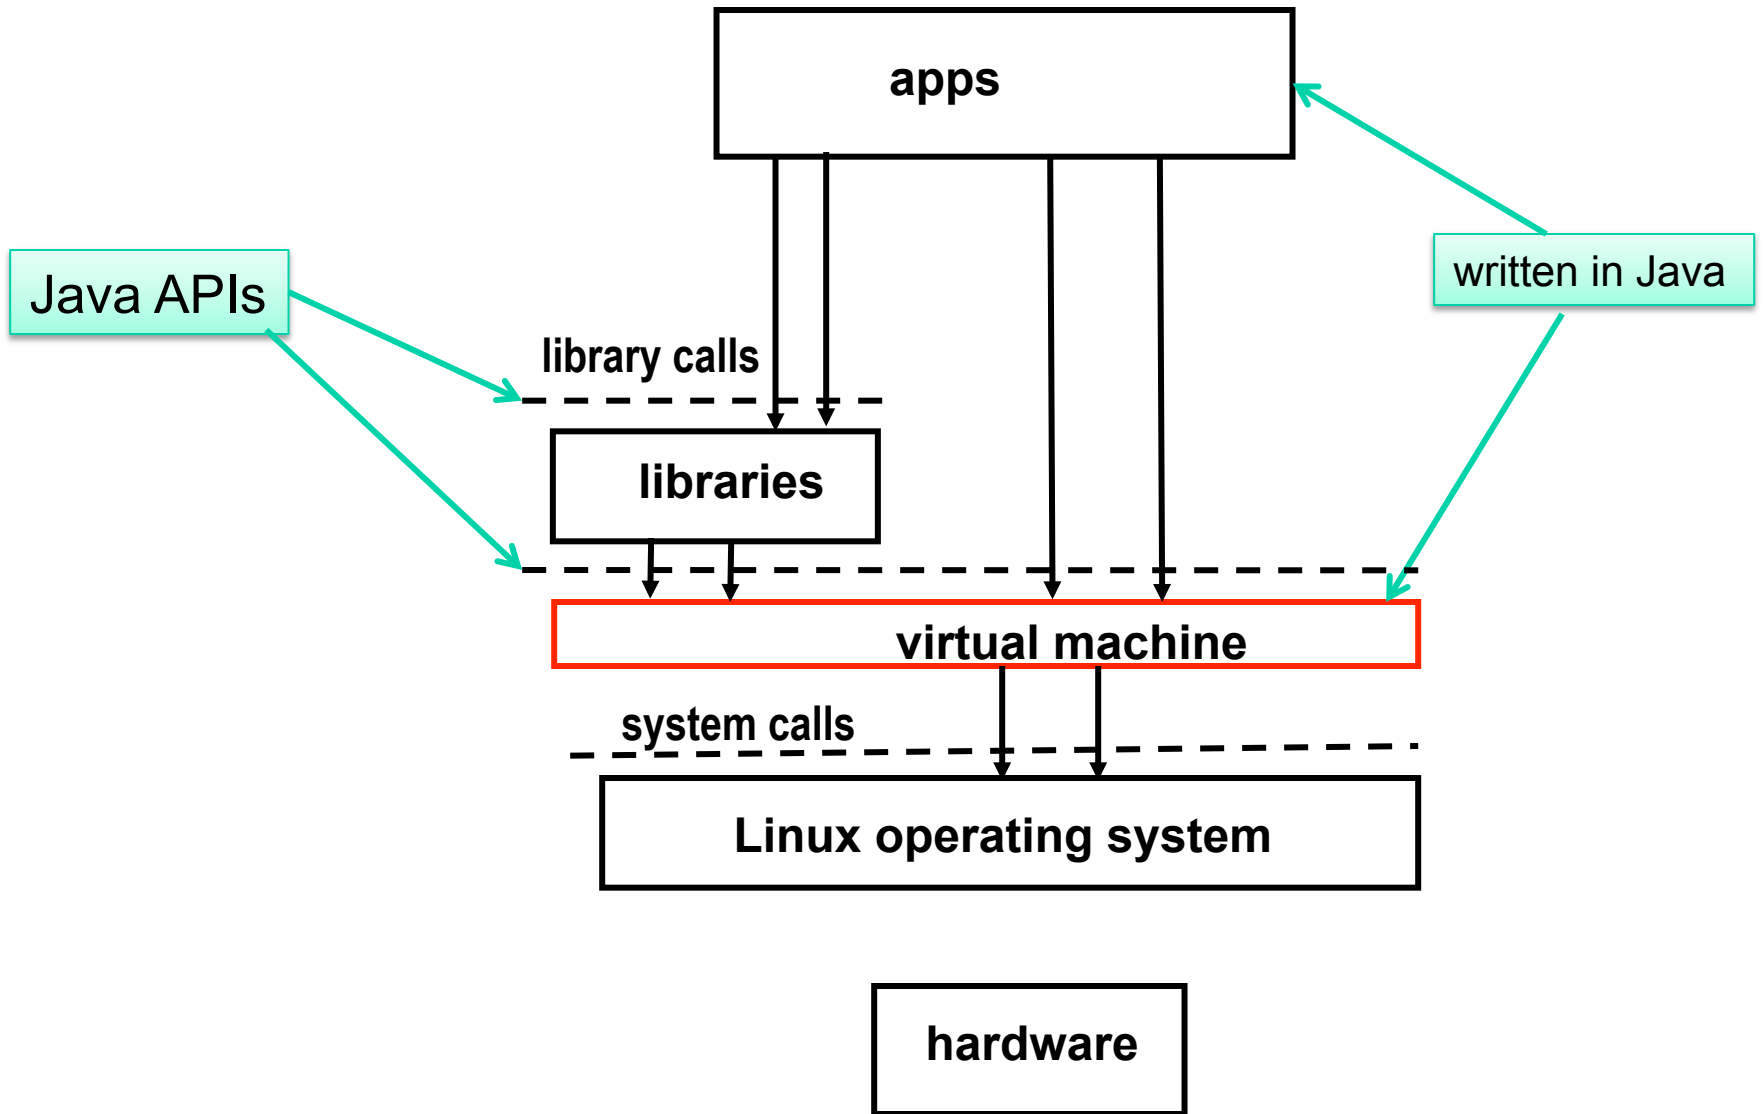 apps
written in Java
Java APIs
library calls
libraries
virtual machine
system calls
Linux operating system
hardware